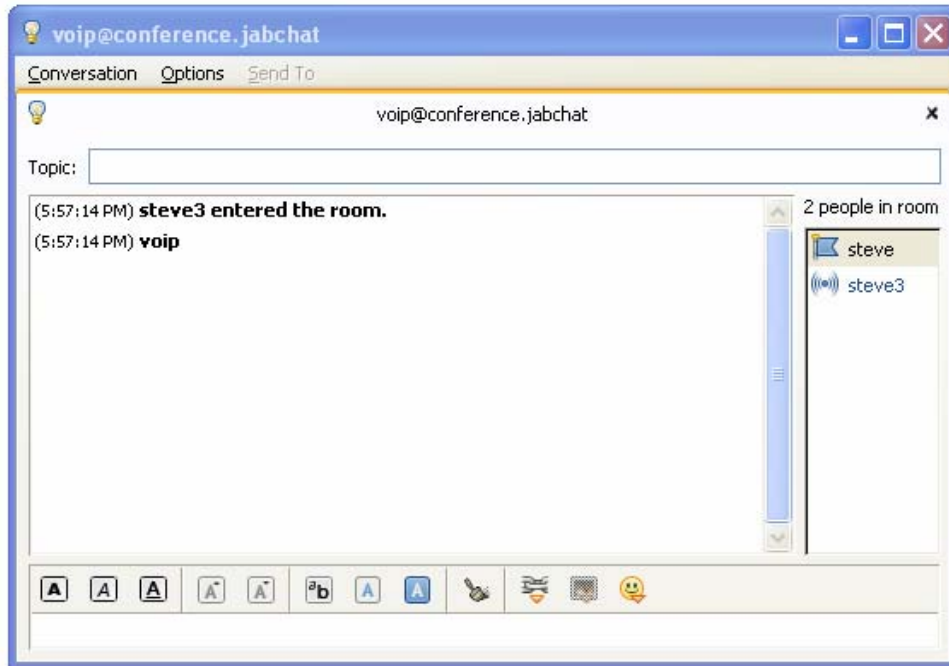 voip@conference.jabchat
Conversation Options Send To
voip@conference.jabchat
Topic:
(5:57:14 PM) steve3 entered the room.
(5:57:14 PM) voip
2 people in room
steve
steve3
A A A A A ab A A